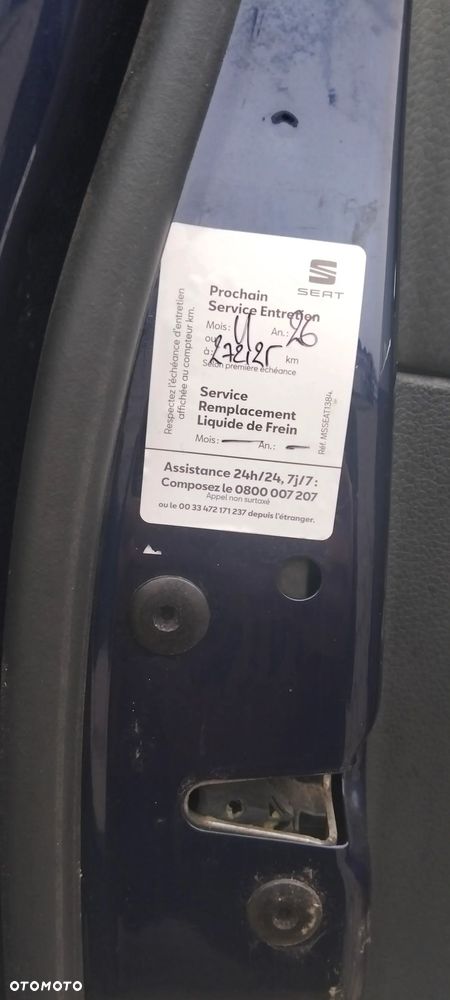 SEAT
Prochain
Service Entretien
Mois: 11 An.: 26
ou
à: 272125 km
Selon première échéance
Service
Remplacement
Liquide de Frein
Mois: — An.: —
Respectez l'échéance d'entretien
affichée au compteur km.
Réf. MSSEAT1384
Assistance 24h/24, 7j/7 :
Composez le 0800 007 207
Appel non surtaxé
ou le 00 33 472 171 237 depuis l'étranger.
OTOMOTO